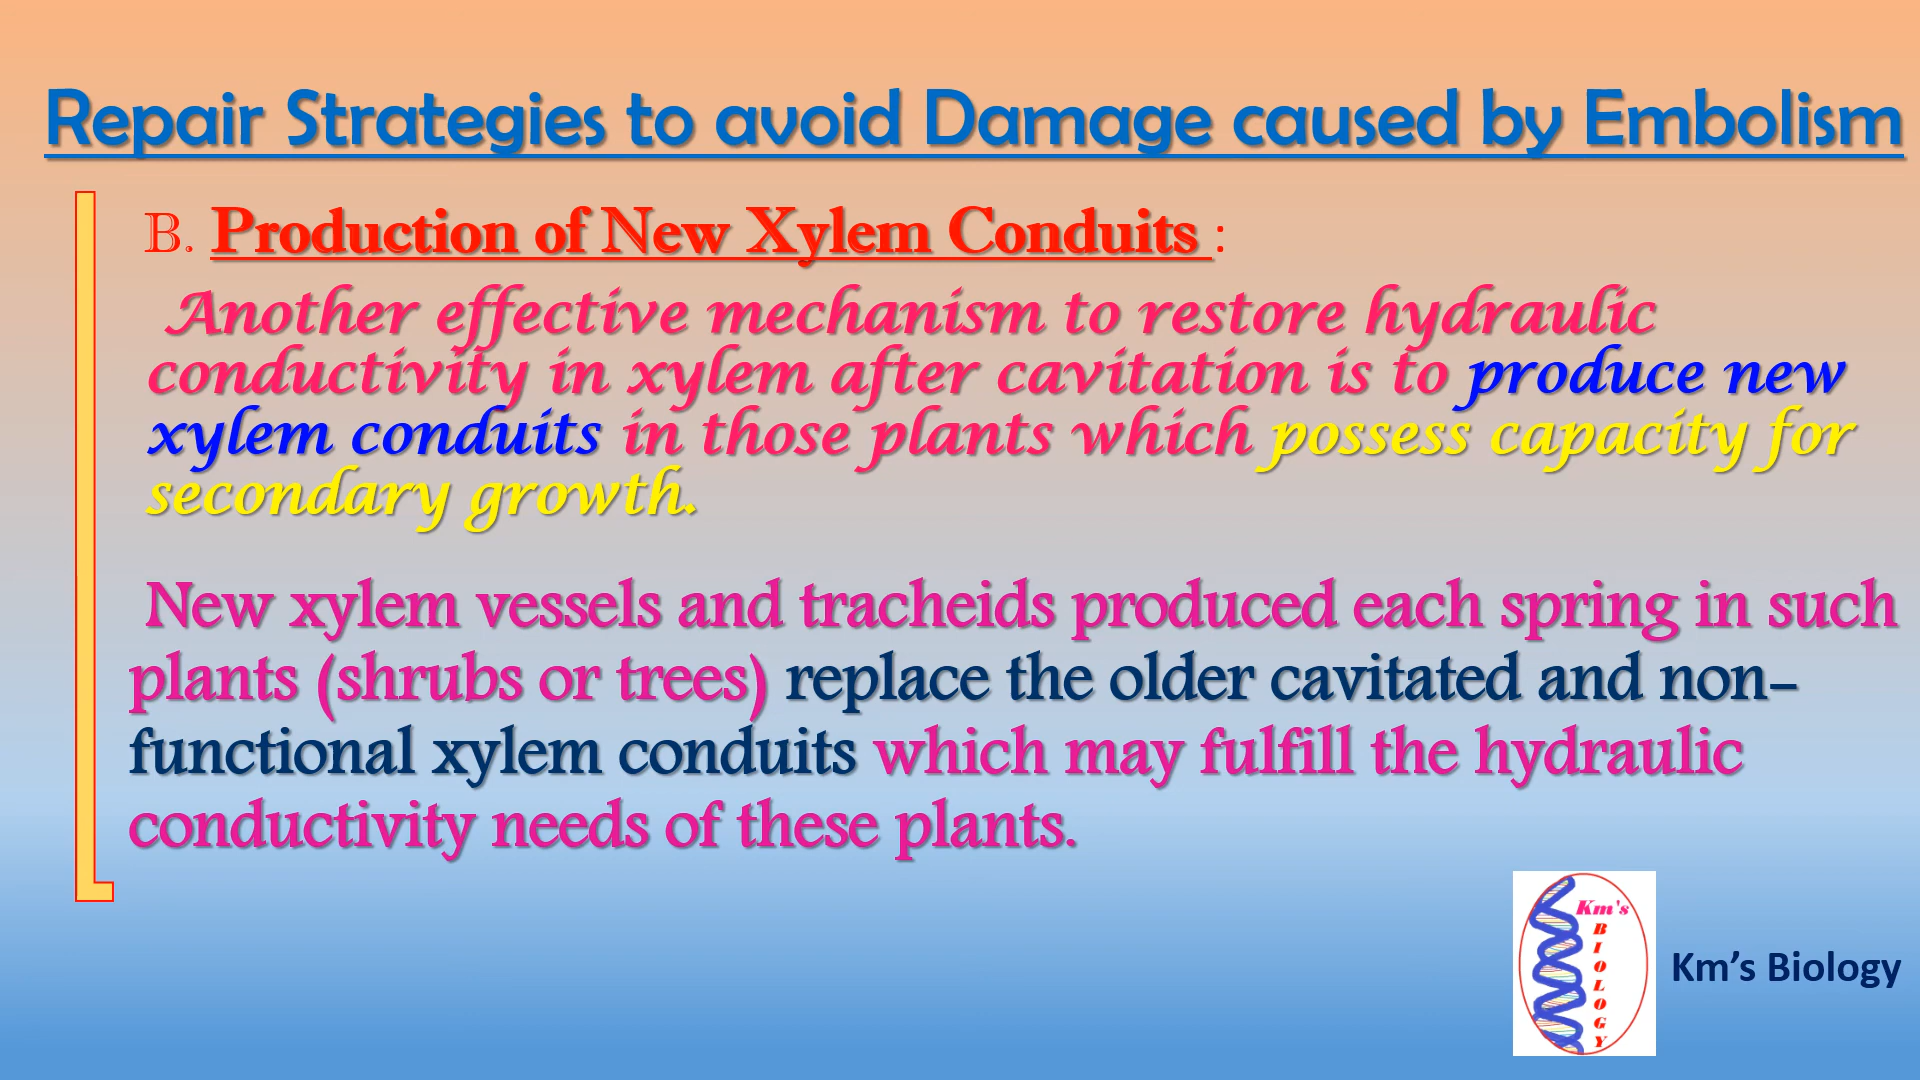 Repair Strategies to avoid Damage caused by Embolism
B. Production of New Xylem Conduits :
Another effective mechanism to restore hydraulic
conductivity in xylem after cavitation is to produce new
xylem conduits in those plants which possess capacity for
secondary growth.
New xylem vessels and tracheids produced each spring in such
plants (shrubs or trees) replace the older cavitated and non-
functional xylem conduits which may fulfill the hydraulic
conductivity needs of these plants.
Km's
B
I
O
L
O
G
Y
Km’s Biology